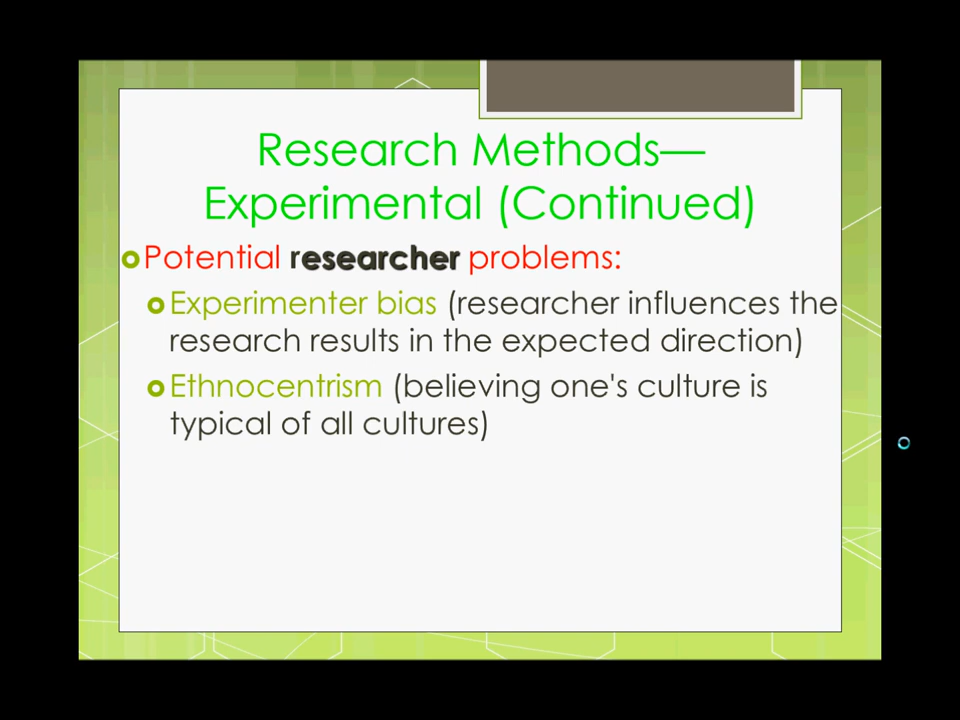 Research Methods—
Experimental (Continued)
Potential researcher problems:
Experimenter bias (researcher influences the
research results in the expected direction)
Ethnocentrism (believing one's culture is
typical of all cultures)